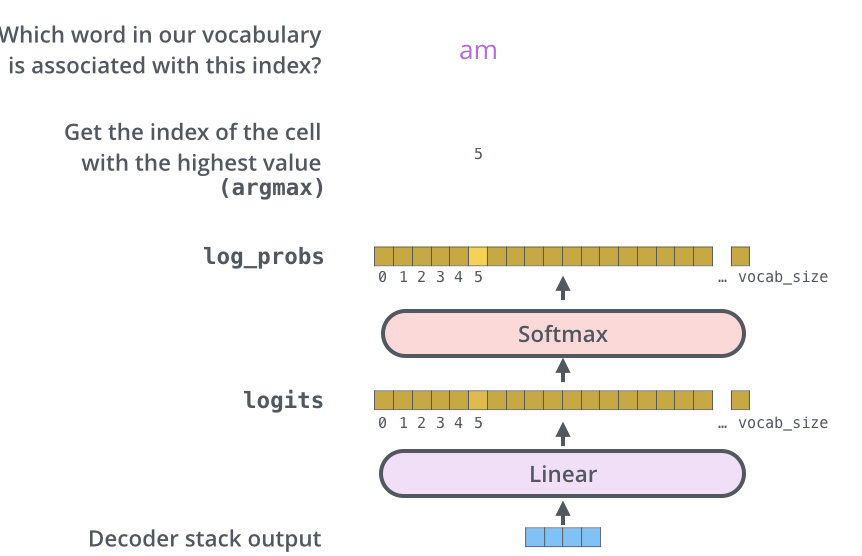 Which word in our vocabulary
is associated with this index?
am
Get the index of the cell
with the highest value
(argmax)
5
log_probs
0 1 2 3 4 5 … vocab_size
Softmax
logits
0 1 2 3 4 5 … vocab_size
Linear
Decoder stack output